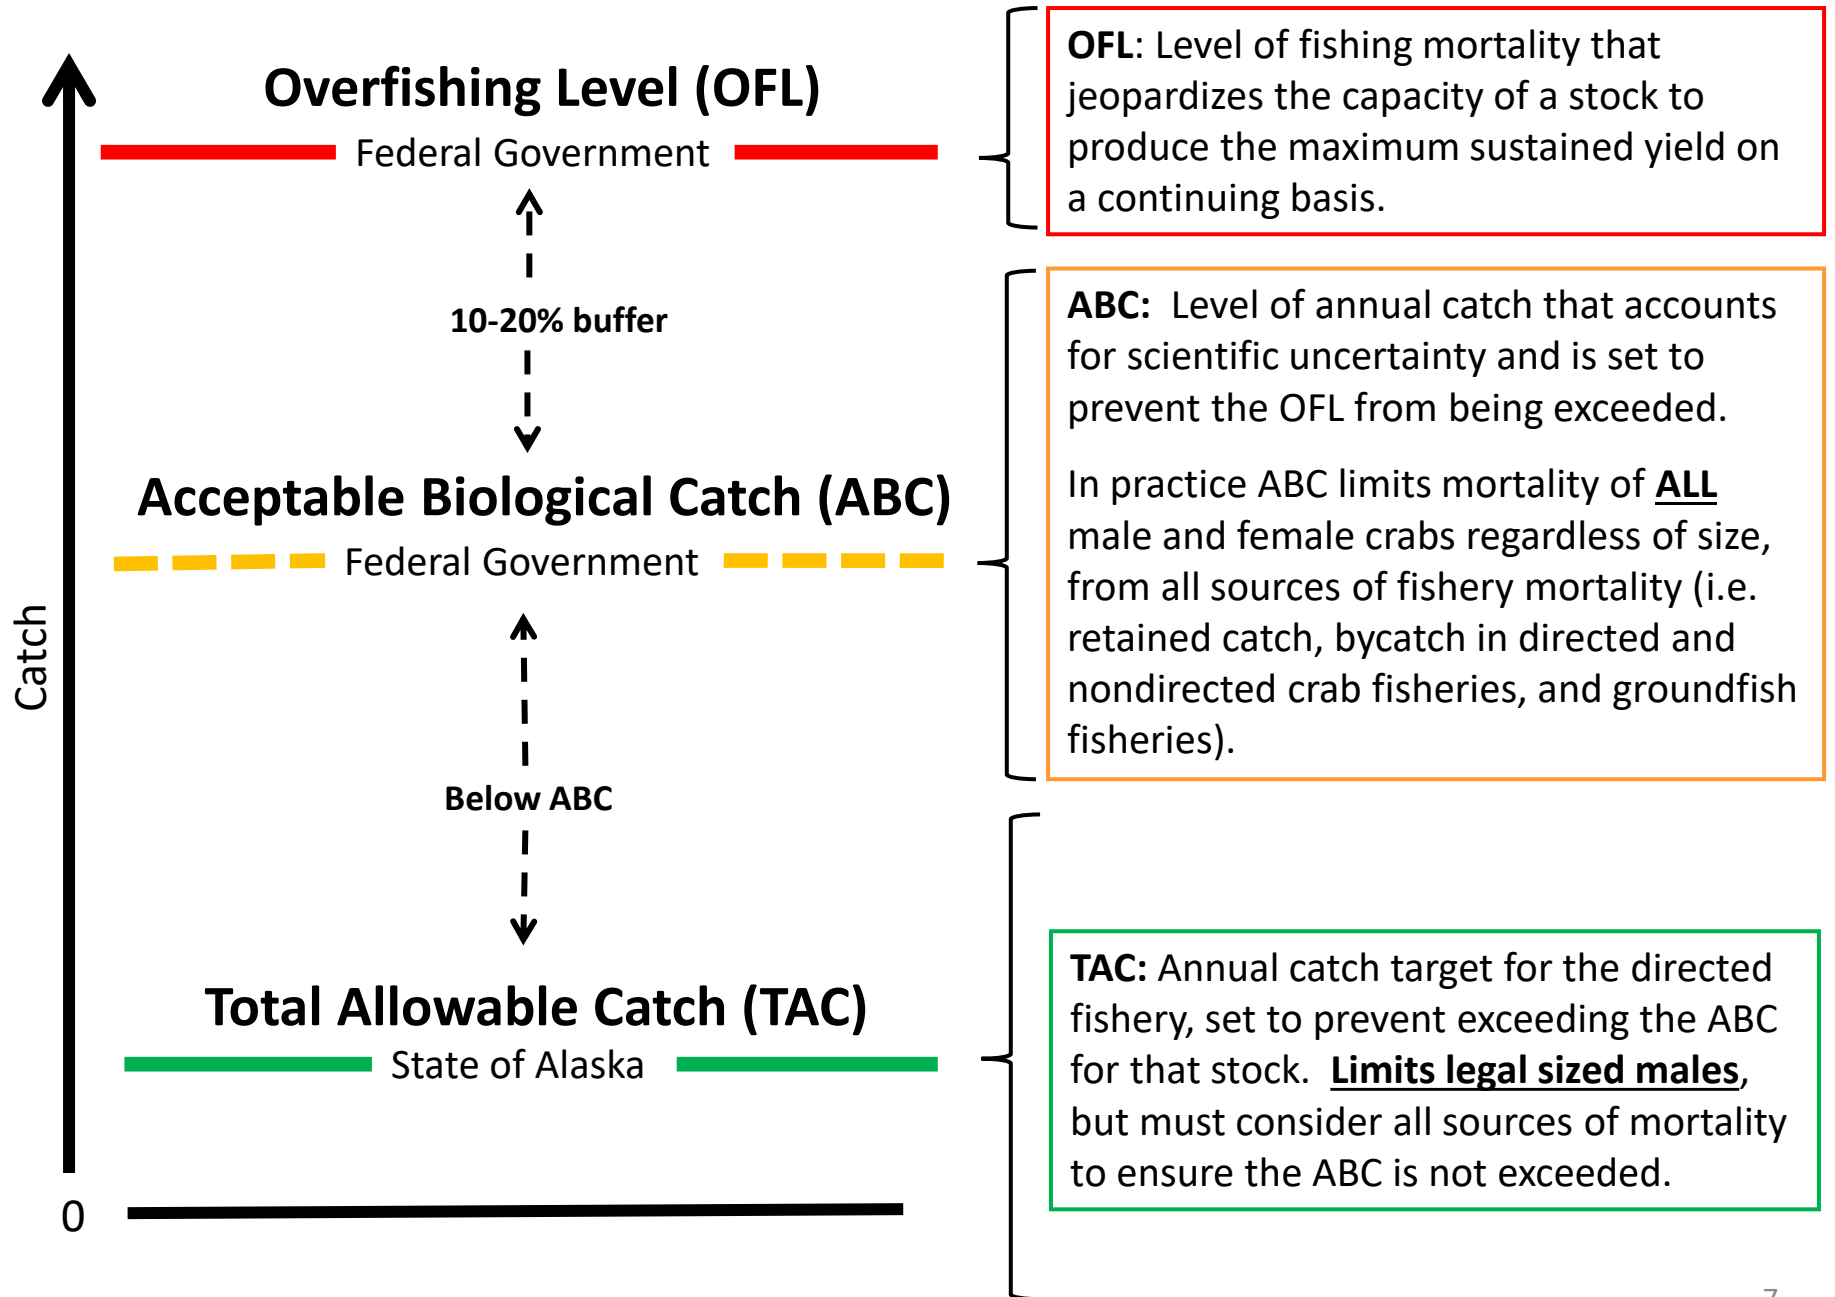 Overfishing Level (OFL)
Federal Government
10-20% buffer
Acceptable Biological Catch (ABC)
Federal Government
Below ABC
Total Allowable Catch (TAC)
State of Alaska
Catch
0
OFL: Level of fishing mortality that
jeopardizes the capacity of a stock to
produce the maximum sustained yield on
a continuing basis.
ABC:  Level of annual catch that accounts
for scientific uncertainty and is set to
prevent the OFL from being exceeded.
In practice ABC limits mortality of ALL
male and female crabs regardless of size,
from all sources of fishery mortality (i.e.
retained catch, bycatch in directed and
nondirected crab fisheries, and groundfish
fisheries).
TAC: Annual catch target for the directed
fishery, set to prevent exceeding the ABC
for that stock.  Limits legal sized males,
but must consider all sources of mortality
to ensure the ABC is not exceeded.
7